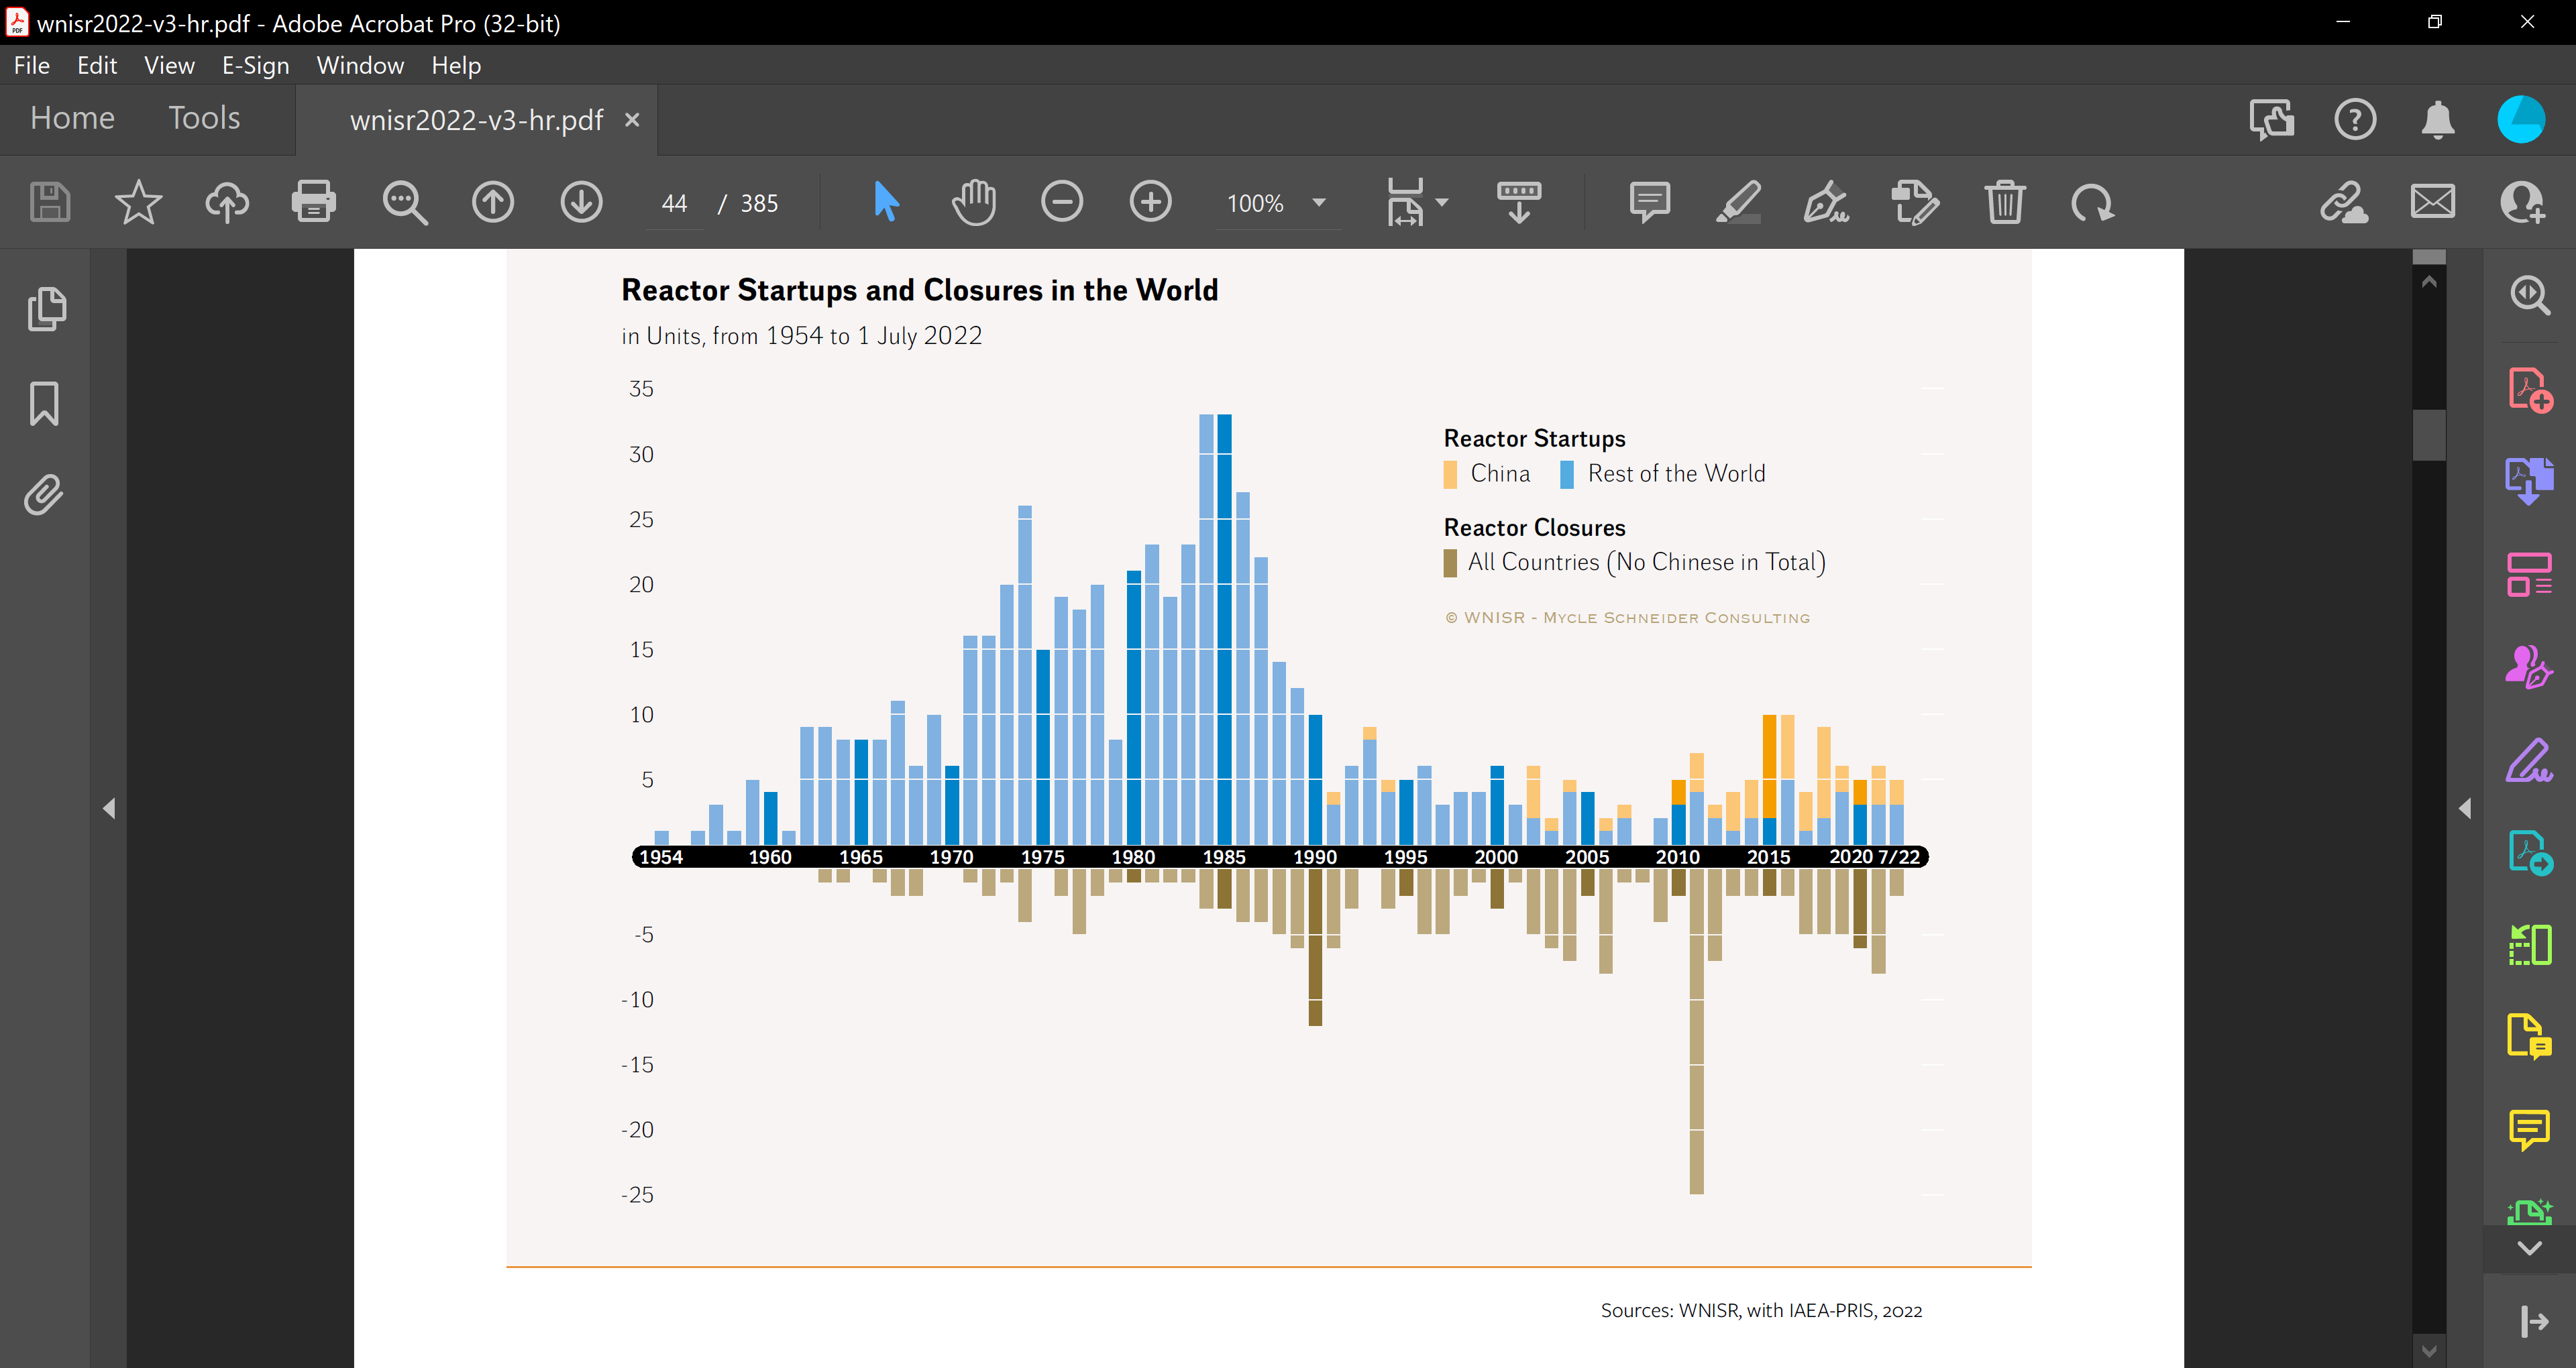 wnisr2022-v3-hr.pdf - Adobe Acrobat Pro (32-bit)
File Edit View E-Sign Window Help
Home Tools wnisr2022-v3-hr.pdf ×
44 / 385 100%
Reactor Startups and Closures in the World
in Units, from 1954 to 1 July 2022
35
30
25
20
15
10
5
Reactor Startups
China Rest of the World
Reactor Closures
All Countries (No Chinese in Total)
© WNISR - Mycle Schneider Consulting
1954 1960 1965 1970 1975 1980 1985 1990 1995 2000 2005 2010 2015 2020 7/22
-5
-10
-15
-20
-25
Sources: WNISR, with IAEA-PRIS, 2022